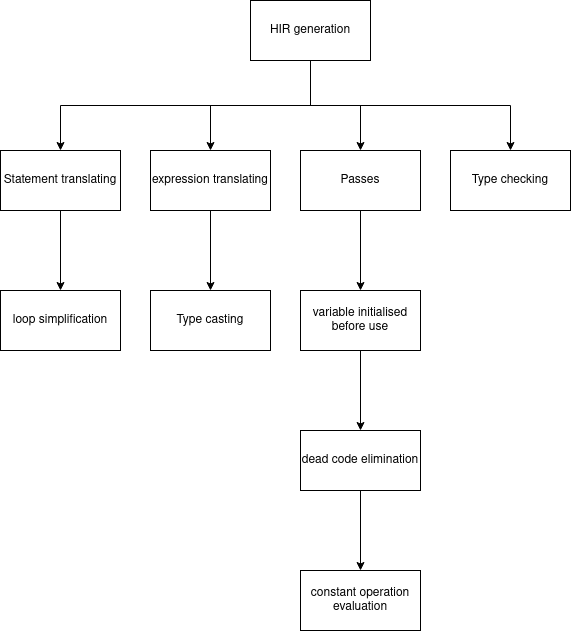 HIR generation
Statement translating
expression translating
Passes
Type checking
loop simplification
Type casting
variable initialised
before use
dead code elimination
constant operation
evaluation